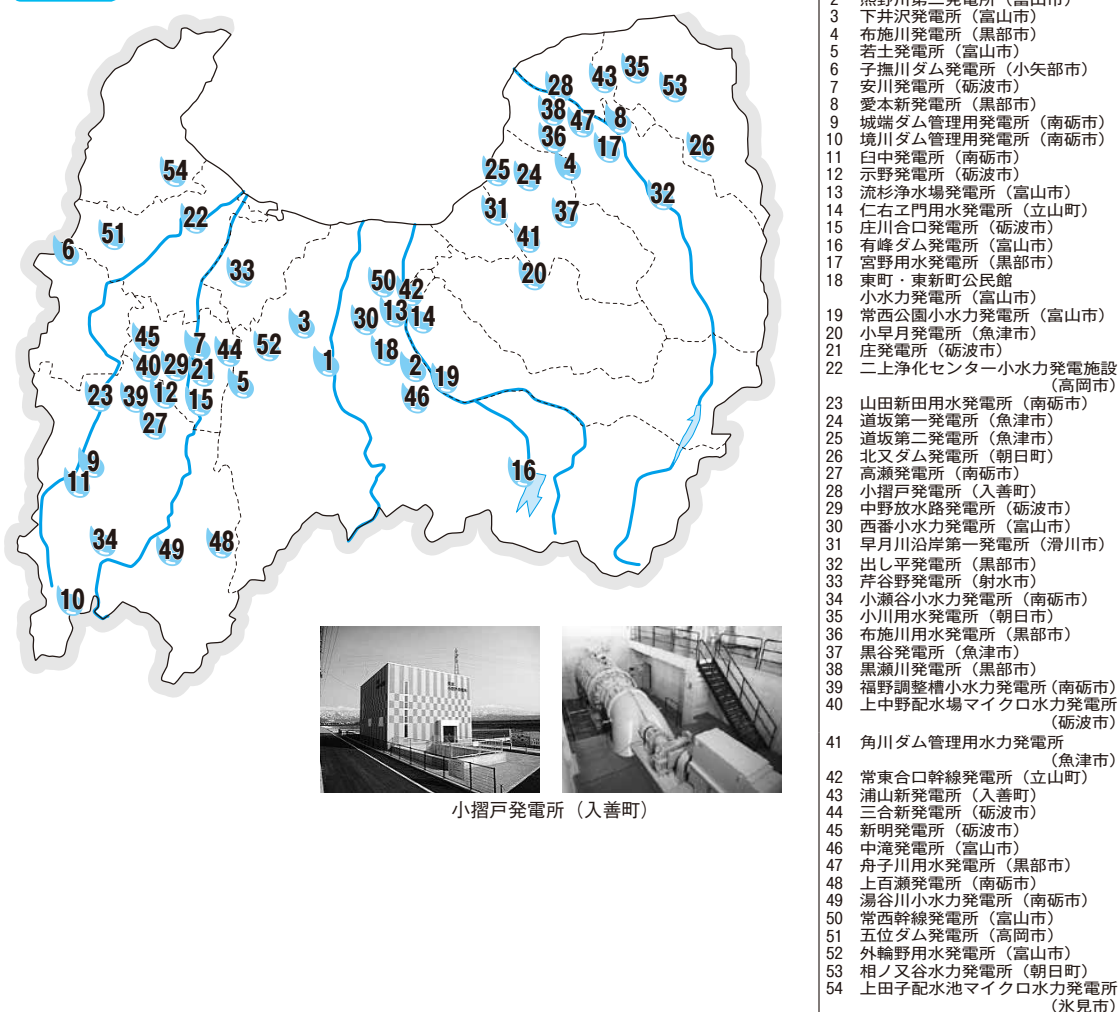 2 熊野川第二発電所（富山市）
3 下井沢発電所（富山市）
4 布施川発電所（黒部市）
5 若土発電所（富山市）
6 子撫川ダム発電所（小矢部市）
7 安川発電所（砺波市）
8 愛本新発電所（黒部市）
9 城端ダム管理用発電所（南砺市）
10 境川ダム管理用発電所（南砺市）
11 臼中発電所（南砺市）
12 示野発電所（砺波市）
13 流杉浄水場発電所（富山市）
14 仁右ヱ門用水発電所（立山町）
15 庄川合口発電所（砺波市）
16 有峰ダム発電所（富山市）
17 宮野用水発電所（黒部市）
18 東町・東新町公民館
小水力発電所（富山市）
19 常西公園小水力発電所（富山市）
20 小早月発電所（魚津市）
21 庄発電所（砺波市）
22 二上浄化センター小水力発電施設
（高岡市）
23 山田新田用水発電所（南砺市）
24 道坂第一発電所（魚津市）
25 道坂第二発電所（魚津市）
26 北又ダム発電所（朝日町）
27 高瀬発電所（南砺市）
28 小摺戸発電所（入善町）
29 中野放水路発電所（砺波市）
30 西番小水力発電所（富山市）
31 早月川沿岸第一発電所（滑川市）
32 出し平発電所（黒部市）
33 芹谷野発電所（射水市）
34 小瀬谷小水力発電所（南砺市）
35 小川用水発電所（朝日市）
36 布施川用水発電所（黒部市）
37 黒谷発電所（魚津市）
38 黒瀬川発電所（黒部市）
39 福野調整槽小水力発電所（南砺市）
40 上中野配水場マイクロ水力発電所
（砺波市）
41 角川ダム管理用水力発電所
（魚津市）
42 常東合口幹線発電所（立山町）
43 浦山新発電所（入善町）
44 三合新発電所（砺波市）
45 新明発電所（砺波市）
46 中滝発電所（富山市）
47 舟子川用水発電所（黒部市）
48 上百瀬発電所（南砺市）
49 湯谷川小水力発電所（南砺市）
50 常西幹線発電所（富山市）
51 五位ダム発電所（高岡市）
52 外輪野用水発電所（富山市）
53 相ノ又谷水力発電所（朝日町）
54 上田子配水池マイクロ水力発電所
（氷見市）
35
43
53
28
38
47
8
36
17
26
54
25
24
4
32
22
31
37
51
41
6
33
20
50
42
3
30
13
14
45
7
44
52
18
40
29
21
1
2
19
5
23
39
12
15
46
27
9
11
16
34
49
48
10
小摺戸発電所（入善町）